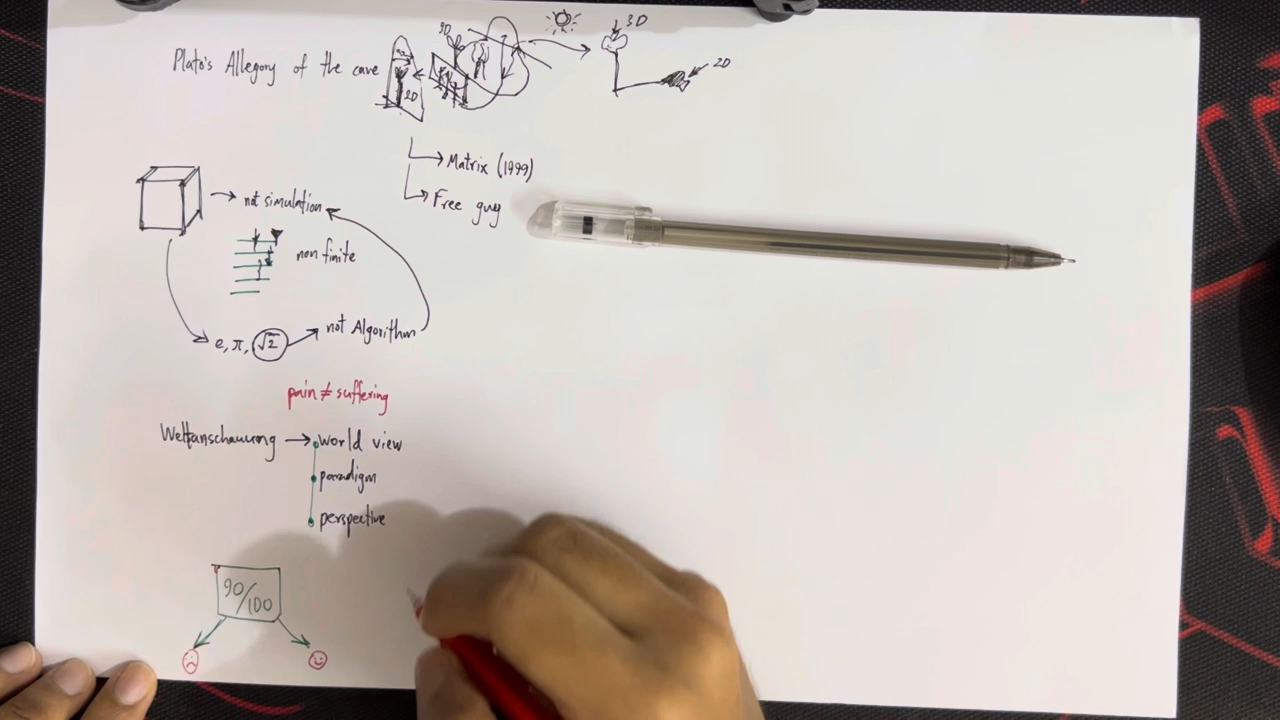 Plato's Allegory of the cave
3D
2D
3D
2D
Matrix (1999)
Free guy
not simulation
non finite
e, π, √2
not Algorithm
pain ≠ suffering
Weltanschauung
world view
paradigm
perspective
90/100